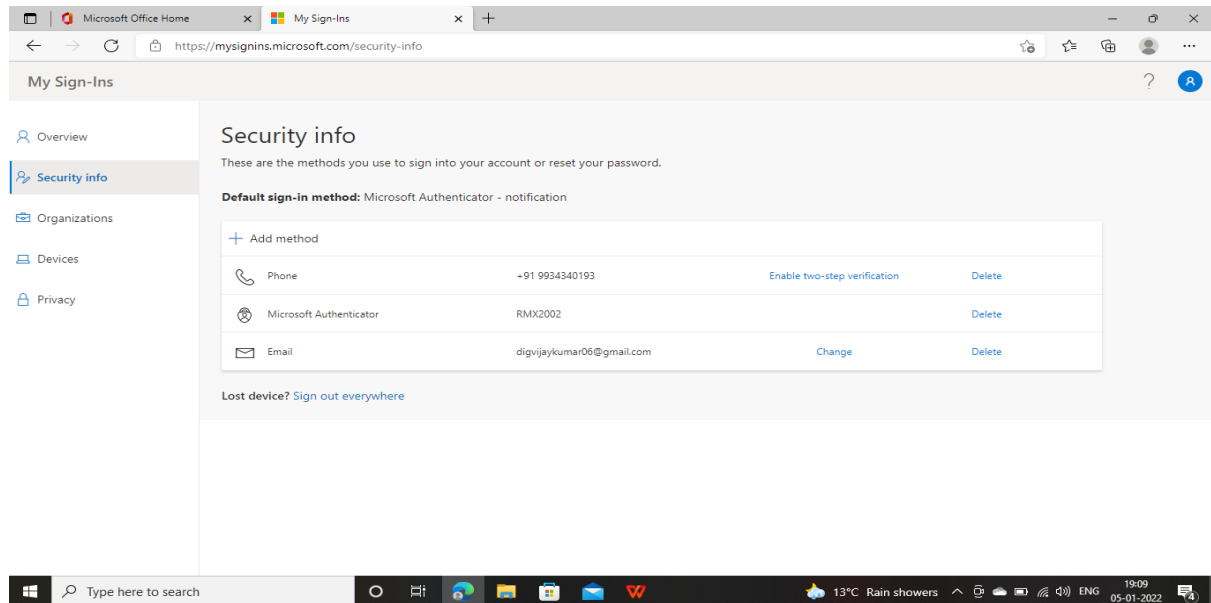 Microsoft Office Home
My Sign-Ins
https://mysignins.microsoft.com/security-info
My Sign-Ins
?
A
Overview
Security info
Organizations
Devices
Privacy
Security info
These are the methods you use to sign into your account or reset your password.
Default sign-in method: Microsoft Authenticator - notification
+ Add method
Phone +91 9934340193 Enable two-step verification Delete
Microsoft Authenticator RMX2002 Delete
Email digvijaykumar06@gmail.com Change Delete
Lost device? Sign out everywhere
Type here to search
13°C Rain showers
ENG
19:09
05-01-2022
4